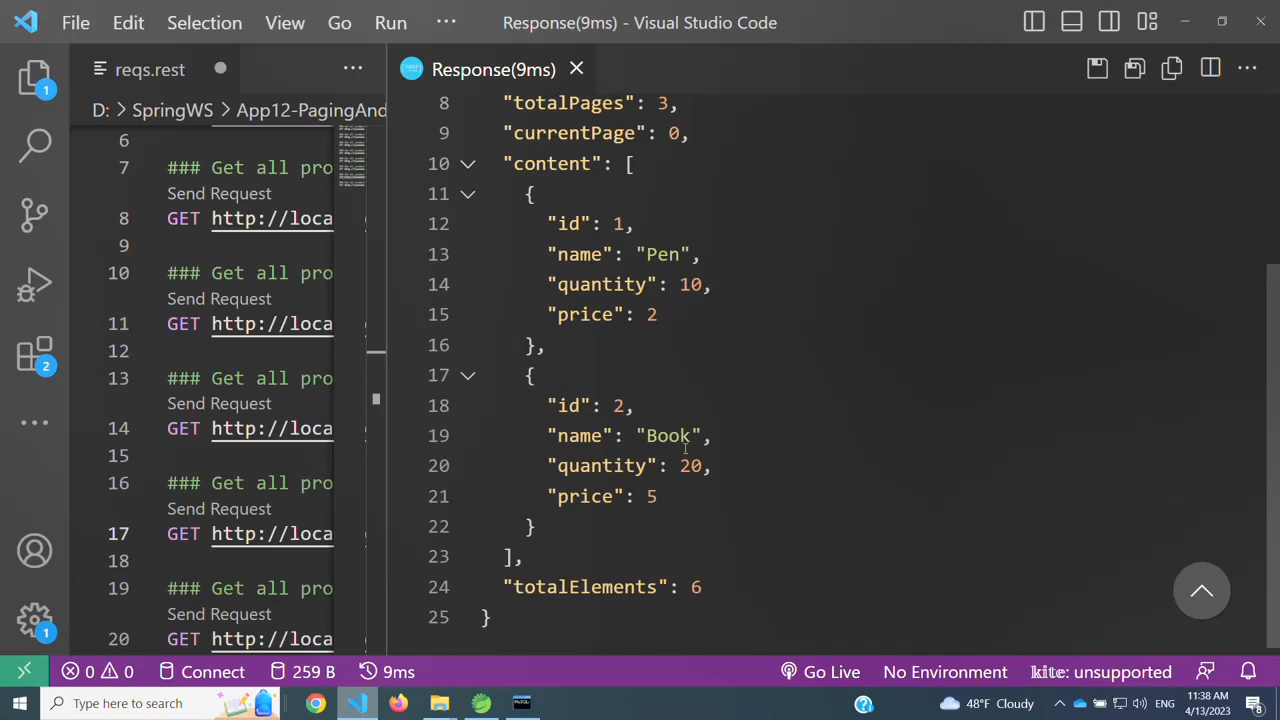 File Edit Selection View Go Run ··· Response(9ms) - Visual Studio Code
reqs.rest ● ···
Response(9ms) ×
D: > SpringWS > App12-PagingAnd
6
7 ### Get all pro
Send Request
8 GET http://loca
9
10 ### Get all pro
Send Request
11 GET http://loca
12
13 ### Get all pro
Send Request
14 GET http://loca
15
16 ### Get all pro
Send Request
17 GET http://loca
18
19 ### Get all pro
Send Request
20 GET http://loca
8 "totalPages": 3,
9 "currentPage": 0,
10 "content": [
11 {
12 "id": 1,
13 "name": "Pen",
14 "quantity": 10,
15 "price": 2
16 },
17 {
18 "id": 2,
19 "name": "Book",
20 "quantity": 20,
21 "price": 5
22 }
23 ],
24 "totalElements": 6
25 }
1
2
1
0 0 Connect 259 B 9ms Go Live No Environment kite: unsupported
Type here to search
48°F Cloudy ENG
11:38 AM
4/13/2023
8